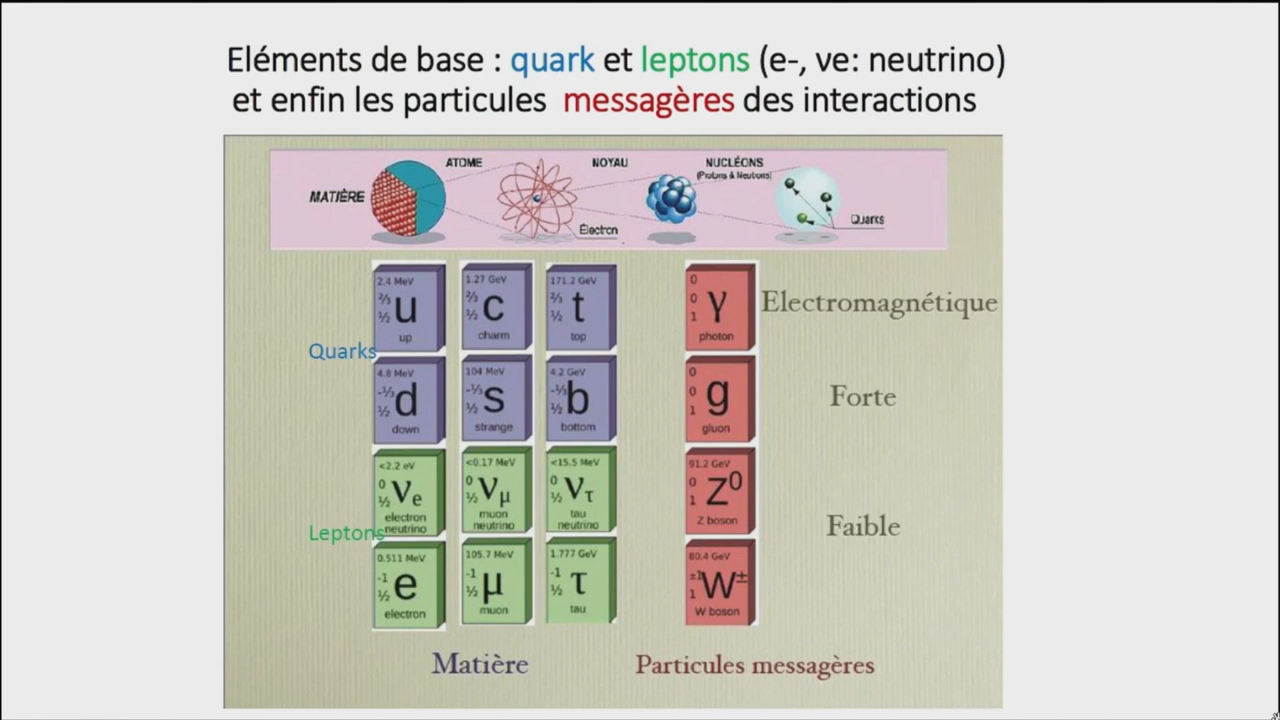 Eléments de base : quark et leptons (e-, ve: neutrino)
et enfin les particules messagères des interactions
MATIÈRE
ATOME
Électron
NOYAU
NUCLÉONS
(Protons & Neutrons)
Quarks
2.4 MeV
⅔
½
u
up
1.27 GeV
⅔
½
c
charm
171.2 GeV
⅔
½
t
top
0
0
1
γ
photon
Electromagnétique
Quarks
4.8 MeV
-⅓
½
d
down
104 MeV
-⅓
½
s
strange
4.2 GeV
-⅓
½
b
bottom
0
0
1
g
gluon
Forte
<2.2 eV
0
½
νe
electron
neutrino
<0.17 MeV
0
½
νμ
muon
neutrino
<15.5 MeV
0
½
ντ
tau
neutrino
91.2 GeV
0
1
Z⁰
Z boson
Faible
Leptons
0.511 MeV
-1
½
e
electron
105.7 MeV
-1
½
μ
muon
1.777 GeV
-1
½
τ
tau
80.4 GeV
±1
1
W±
W boson
Matière
Particules messagères